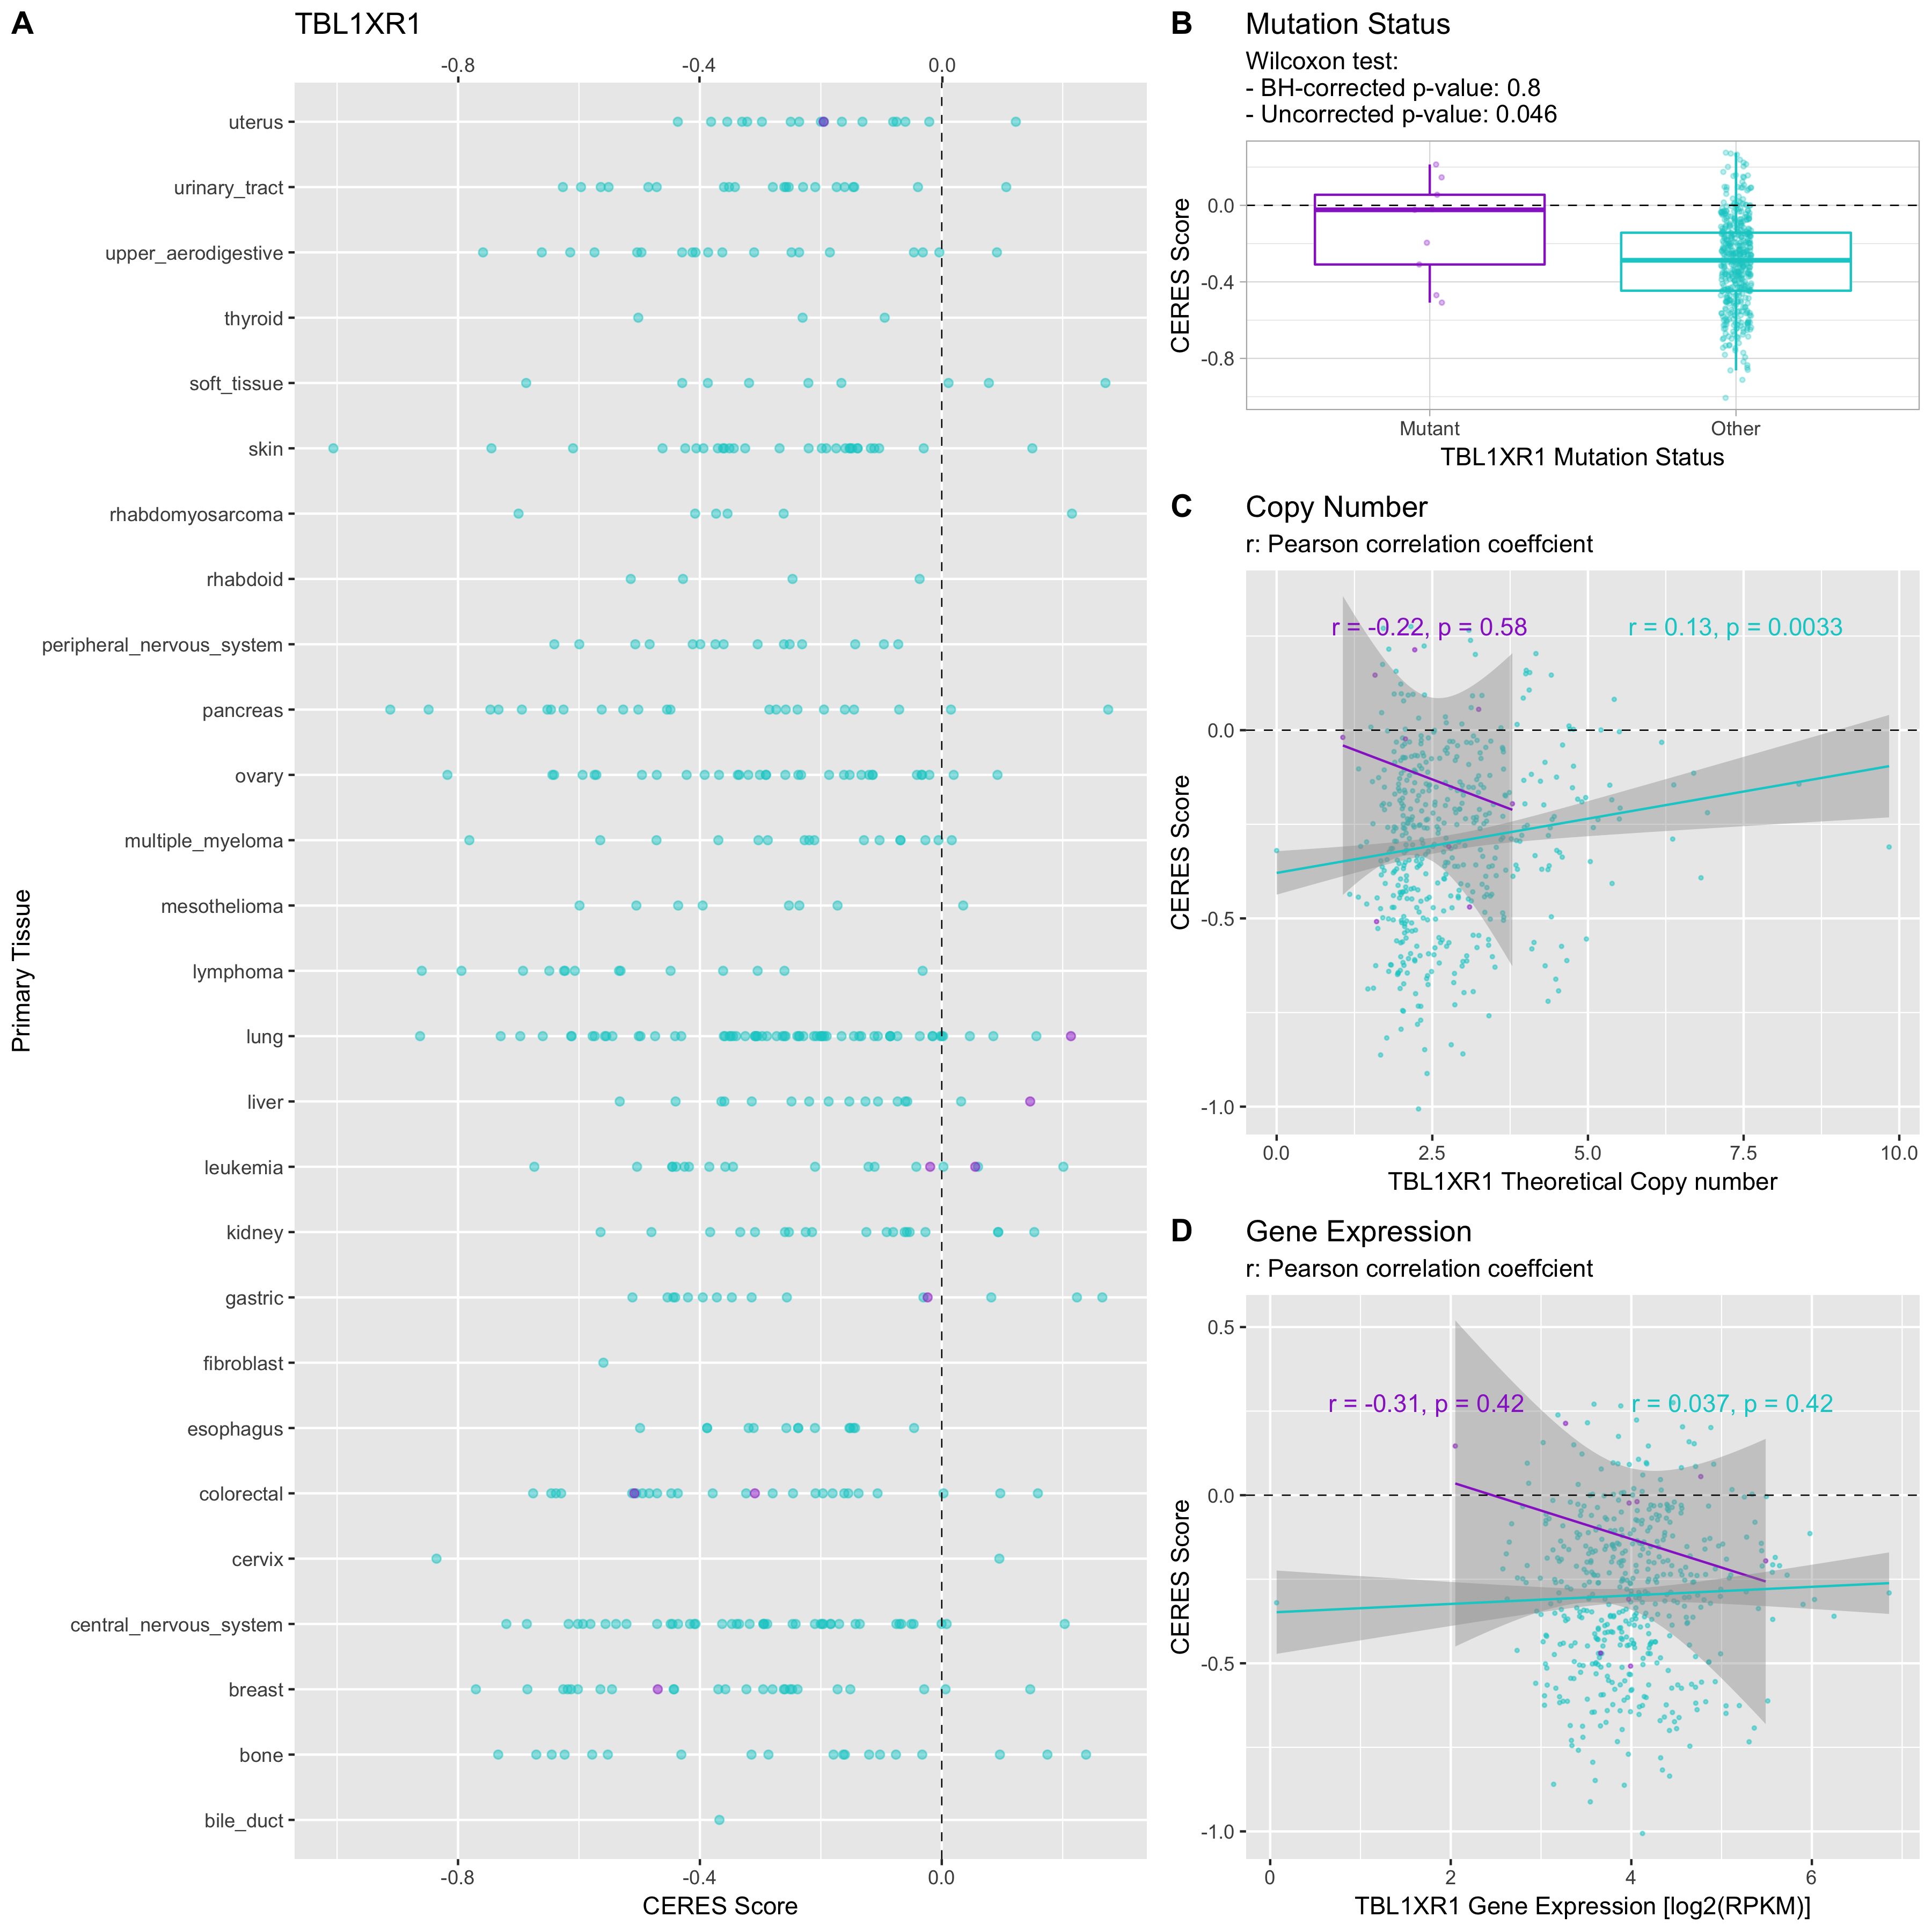 A
TBL1XR1
-0.8 -0.4 0.0
Primary Tissue
uterus
urinary_tract
upper_aerodigestive
thyroid
soft_tissue
skin
rhabdomyosarcoma
rhabdoid
peripheral_nervous_system
pancreas
ovary
multiple_myeloma
mesothelioma
lymphoma
lung
liver
leukemia
kidney
gastric
fibroblast
esophagus
colorectal
cervix
central_nervous_system
breast
bone
bile_duct
-0.8 -0.4 0.0
CERES Score
B
Mutation Status
Wilcoxon test:
- BH-corrected p-value: 0.8
- Uncorrected p-value: 0.046
CERES Score
0.0
-0.4
-0.8
Mutant Other
TBL1XR1 Mutation Status
C
Copy Number
r: Pearson correlation coeffcient
r = -0.22, p = 0.58 r = 0.13, p = 0.0033
CERES Score
0.0
-0.5
-1.0
0.0 2.5 5.0 7.5 10.0
TBL1XR1 Theoretical Copy number
D
Gene Expression
r: Pearson correlation coeffcient
r = -0.31, p = 0.42 r = 0.037, p = 0.42
CERES Score
0.5
0.0
-0.5
-1.0
0 2 4 6
TBL1XR1 Gene Expression [log2(RPKM)]